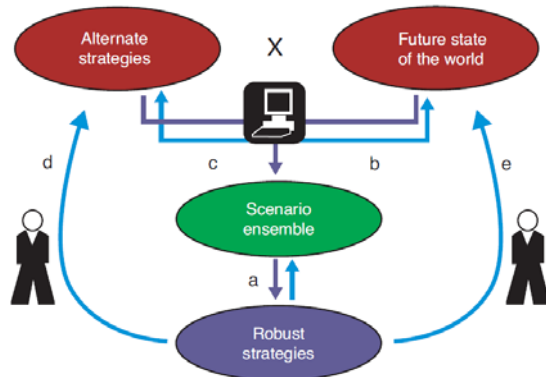 Alternate
strategies
X
Future state
of the world
d
c
b
e
Scenario
ensemble
a
Robust
strategies